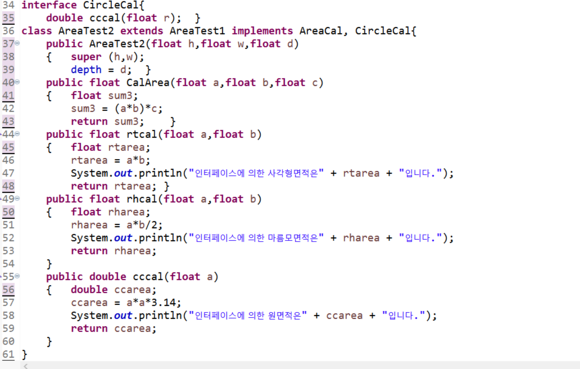 34 interface CircleCal{
35     double cccal(float r);  }
36 class AreaTest2 extends AreaTest1 implements AreaCal, CircleCal{
37     public AreaTest2(float h,float w,float d)
38     {   super (h,w);
39         depth = d;  }
40     public float CalArea(float a,float b,float c)
41     {   float sum3;
42         sum3 = (a*b)*c;
43         return sum3;    }
44     public float rtcal(float a,float b)
45     {   float rtarea;
46         rtarea = a*b;
47         System.out.println("인터페이스에 의한 사각형면적은" + rtarea + "입니다.");
48         return rtarea; }
49     public float rhcal(float a,float b)
50     {   float rharea;
51         rharea = a*b/2;
52         System.out.println("인터페이스에 의한 마름모면적은" + rharea + "입니다.");
53         return rharea;
54     }
55     public double cccal(float a)
56     {   double ccarea;
57         ccarea = a*a*3.14;
58         System.out.println("인터페이스에 의한 원면적은" + ccarea + "입니다.");
59         return ccarea;
60     }
61 }